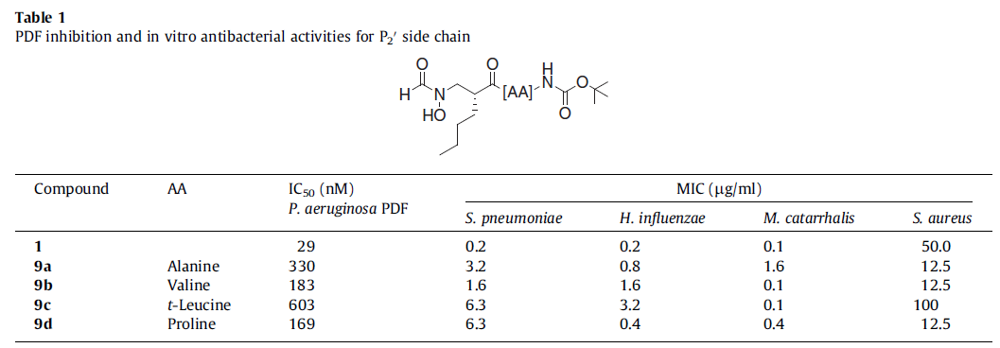 Table 1
PDF inhibition and in vitro antibacterial activities for P₂′ side chain
O
O
H
H
N
[AA]
N
O
HO
O
Compound AA IC₅₀ (nM) MIC (μg/ml)
P. aeruginosa PDF
S. pneumoniae H. influenzae M. catarrhalis S. aureus
1 29 0.2 0.2 0.1 50.0
9a Alanine 330 3.2 0.8 1.6 12.5
9b Valine 183 1.6 1.6 0.1 12.5
9c t-Leucine 603 6.3 3.2 0.1 100
9d Proline 169 6.3 0.4 0.4 12.5